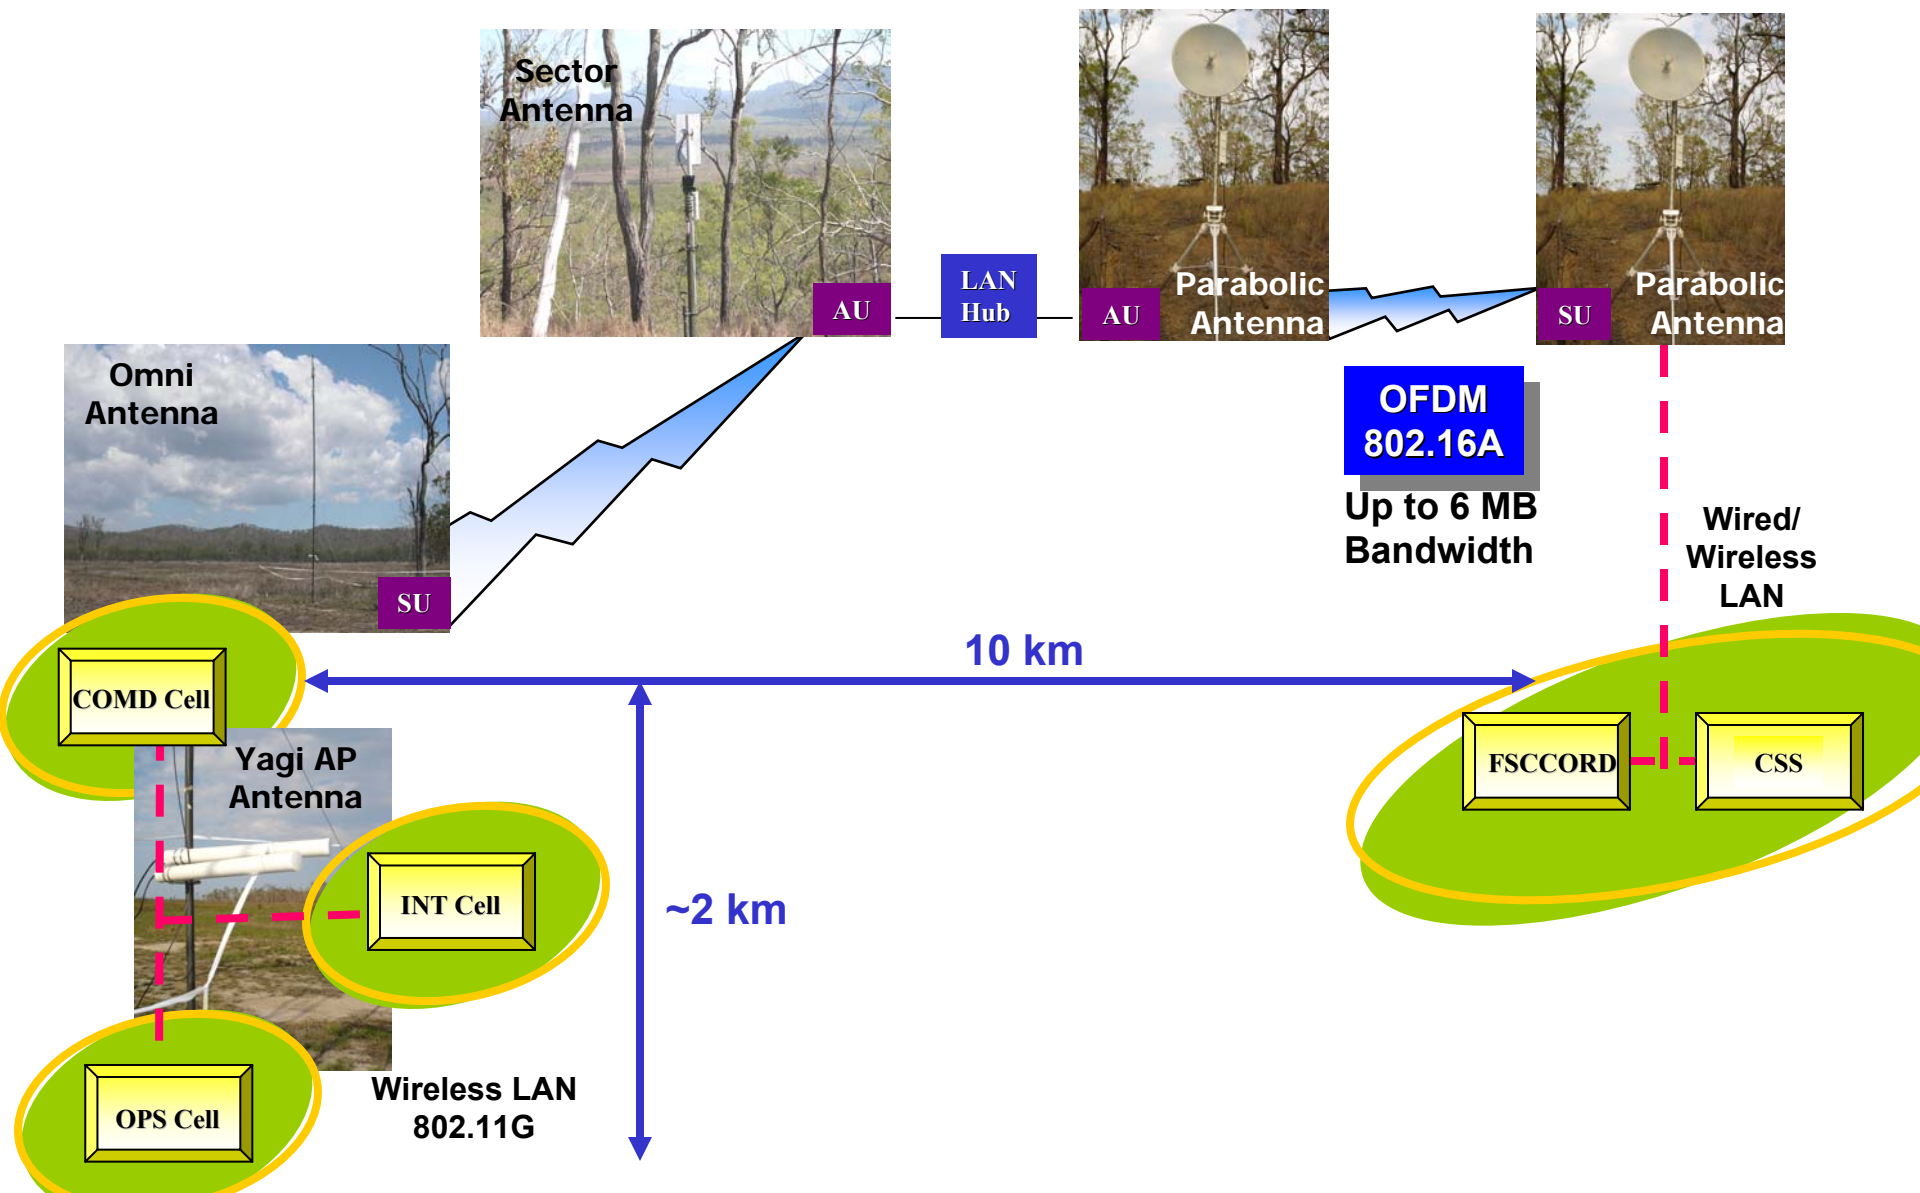 Sector
Antenna
AU
LAN
Hub
AU
Parabolic
Antenna
SU
Parabolic
Antenna
Omni
Antenna
SU
OFDM
802.16A
Up to 6 MB
Bandwidth
Wired/
Wireless
LAN
10 km
COMD Cell
Yagi AP
Antenna
INT Cell
~2 km
FSCCORD
CSS
OPS Cell
Wireless LAN
802.11G